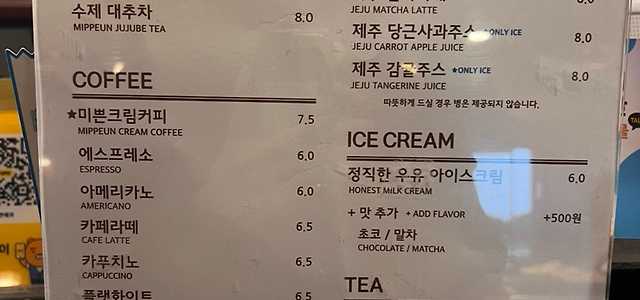 수제 대추차 8.0
MIPPEUN JUJUBE TEA
COFFEE
★미쁜크림커피 7.5
MIPPEUN CREAM COFFEE
에스프레소 6.0
ESPRESSO
아메리카노 6.0
AMERICANO
카페라떼 6.5
CAFE LATTE
카푸치노 6.5
CAPPUCCINO
플랫화이트 6.5
JEJU MATCHA LATTE
제주 당근사과주스 ★ONLY ICE 8.0
JEJU CARROT APPLE JUICE
제주 감귤주스 ★ONLY ICE 8.0
JEJU TANGERINE JUICE
따뜻하게 드실 경우 병은 제공되지 않습니다.
ICE CREAM
정직한 우유 아이스크림 6.0
HONEST MILK CREAM
+ 맛 추가 + ADD FLAVOR +500원
초코 / 말차
CHOCOLATE / MATCHA
TEA